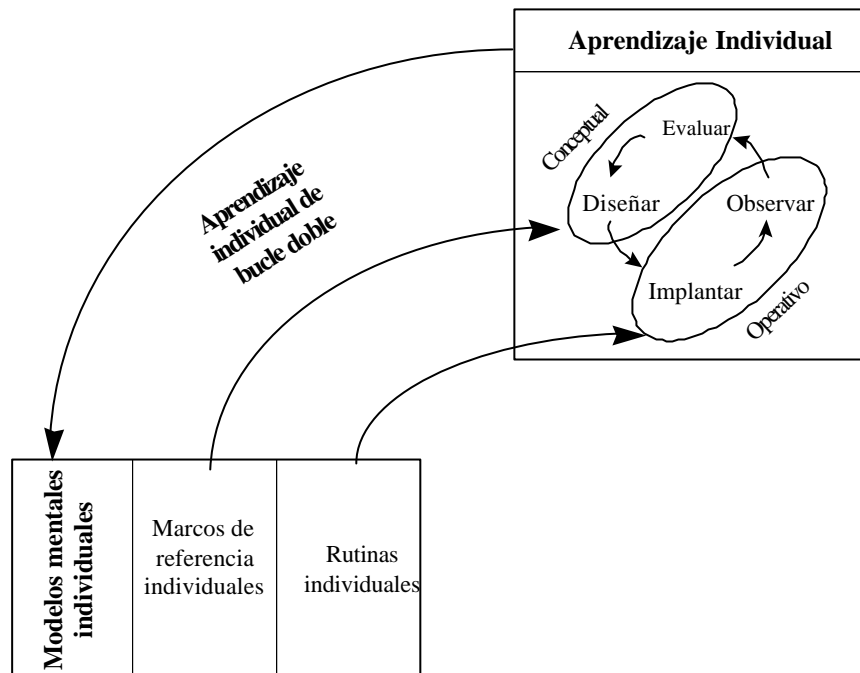 Aprendizaje Individual
Conceptual
Evaluar
Diseñar
Observar
Implantar
Operativo
Aprendizaje
individual de
bucle doble
Modelos mentales
individuales
Marcos de
referencia
individuales
Rutinas
individuales